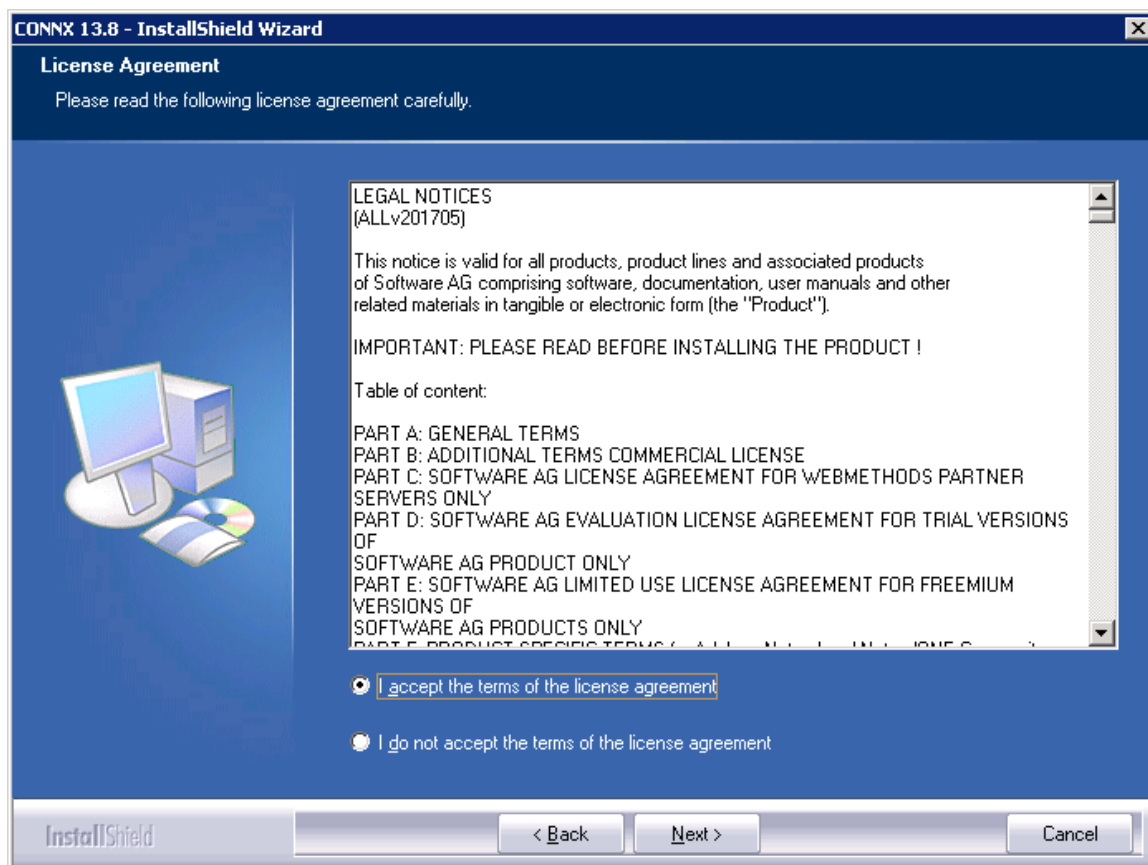 CONNX 13.8 - InstallShield Wizard
License Agreement
Please read the following license agreement carefully.
LEGAL NOTICES
(ALLv201705)
This notice is valid for all products, product lines and associated products
of Software AG comprising software, documentation, user manuals and other
related materials in tangible or electronic form (the "Product").
IMPORTANT: PLEASE READ BEFORE INSTALLING THE PRODUCT !
Table of content:
PART A: GENERAL TERMS
PART B: ADDITIONAL TERMS COMMERCIAL LICENSE
PART C: SOFTWARE AG LICENSE AGREEMENT FOR WEBMETHODS PARTNER
SERVERS ONLY
PART D: SOFTWARE AG EVALUATION LICENSE AGREEMENT FOR TRIAL VERSIONS
OF
SOFTWARE AG PRODUCT ONLY
PART E: SOFTWARE AG LIMITED USE LICENSE AGREEMENT FOR FREEMIUM
VERSIONS OF
SOFTWARE AG PRODUCTS ONLY
I accept the terms of the license agreement
I do not accept the terms of the license agreement
InstallShield
< Back
Next >
Cancel